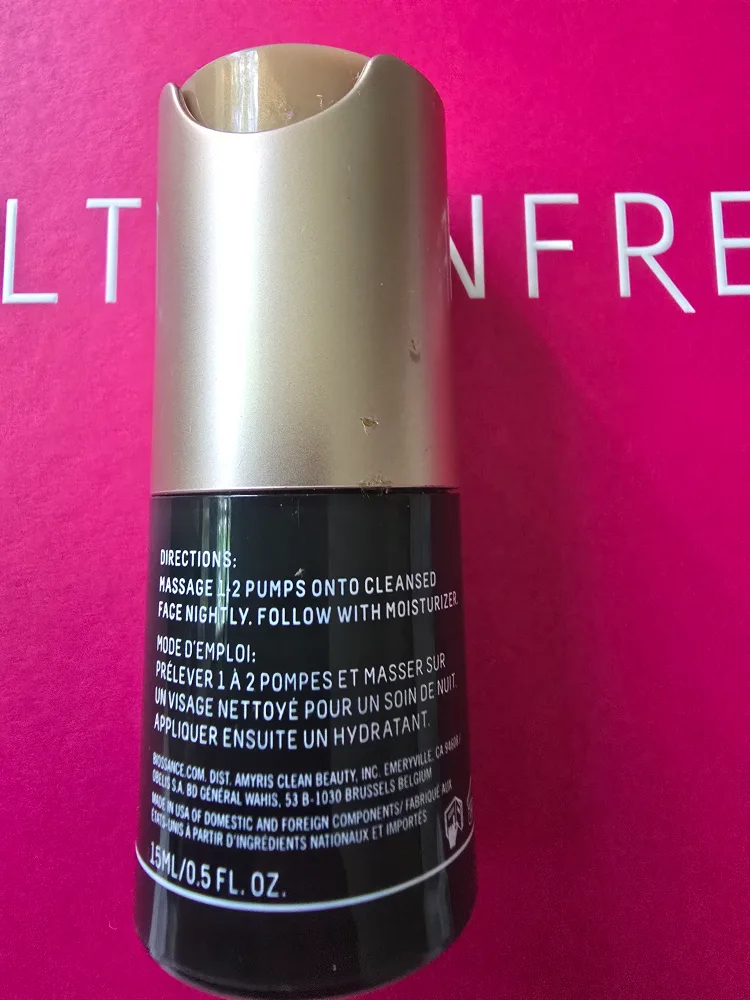 LT NFRE
DIRECTIONS:
MASSAGE 1-2 PUMPS ONTO CLEANSED
FACE NIGHTLY. FOLLOW WITH MOISTURIZER.
MODE D'EMPLOI:
PRÉLEVER 1 À 2 POMPES ET MASSER SUR
UN VISAGE NETTOYÉ POUR UN SOIN DE NUIT.
APPLIQUER ENSUITE UN HYDRATANT.
BIOSSANCE.COM. DIST. AMYRIS CLEAN BEAUTY, INC. EMERYVILLE, CA 94608
OBELIS S.A. BD GÉNÉRAL WAHIS, 53 B-1030 BRUSSELS BELGIUM
MADE IN USA OF DOMESTIC AND FOREIGN COMPONENTS/ FABRIQUÉ AUX
ÉTATS-UNIS À PARTIR D'INGRÉDIENTS NATIONAUX ET IMPORTÉS
15ML/0.5 FL. OZ.